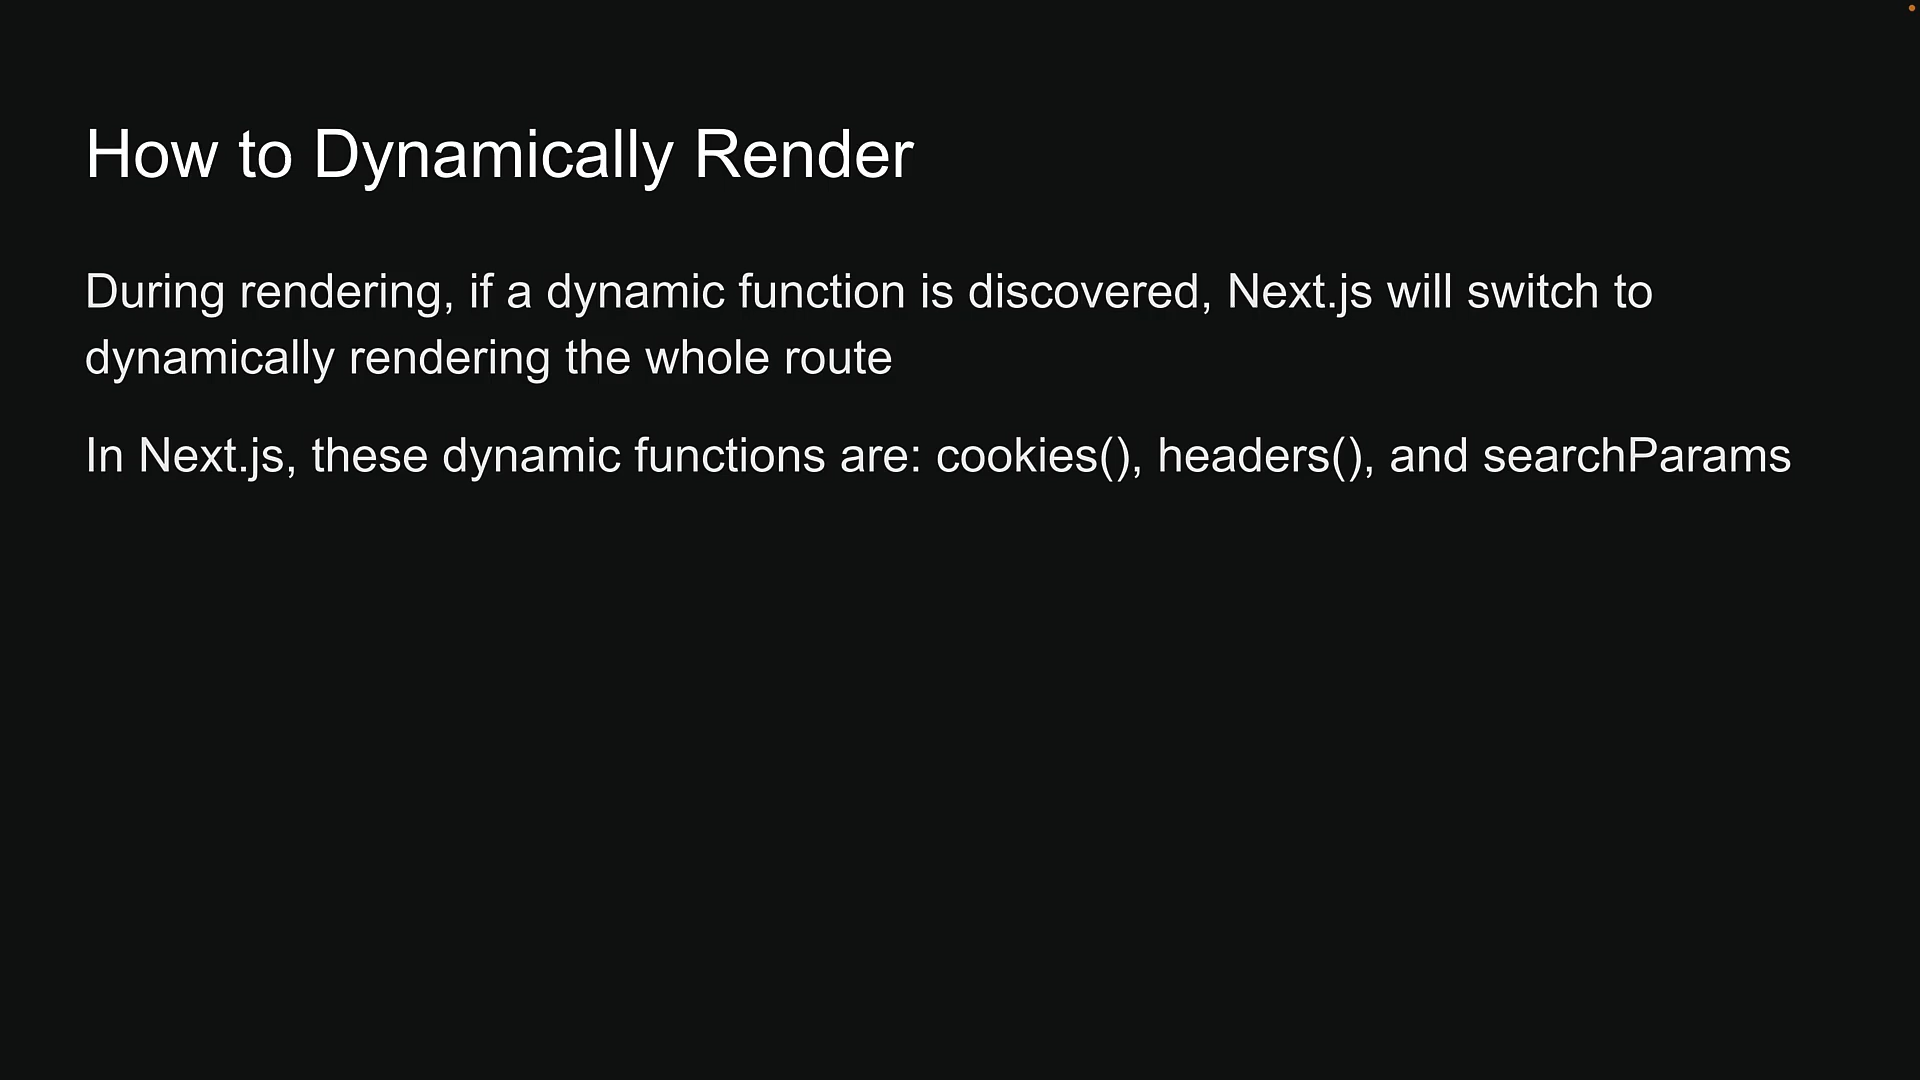 How to Dynamically Render
During rendering, if a dynamic function is discovered, Next.js will switch to
dynamically rendering the whole route
In Next.js, these dynamic functions are: cookies(), headers(), and searchParams